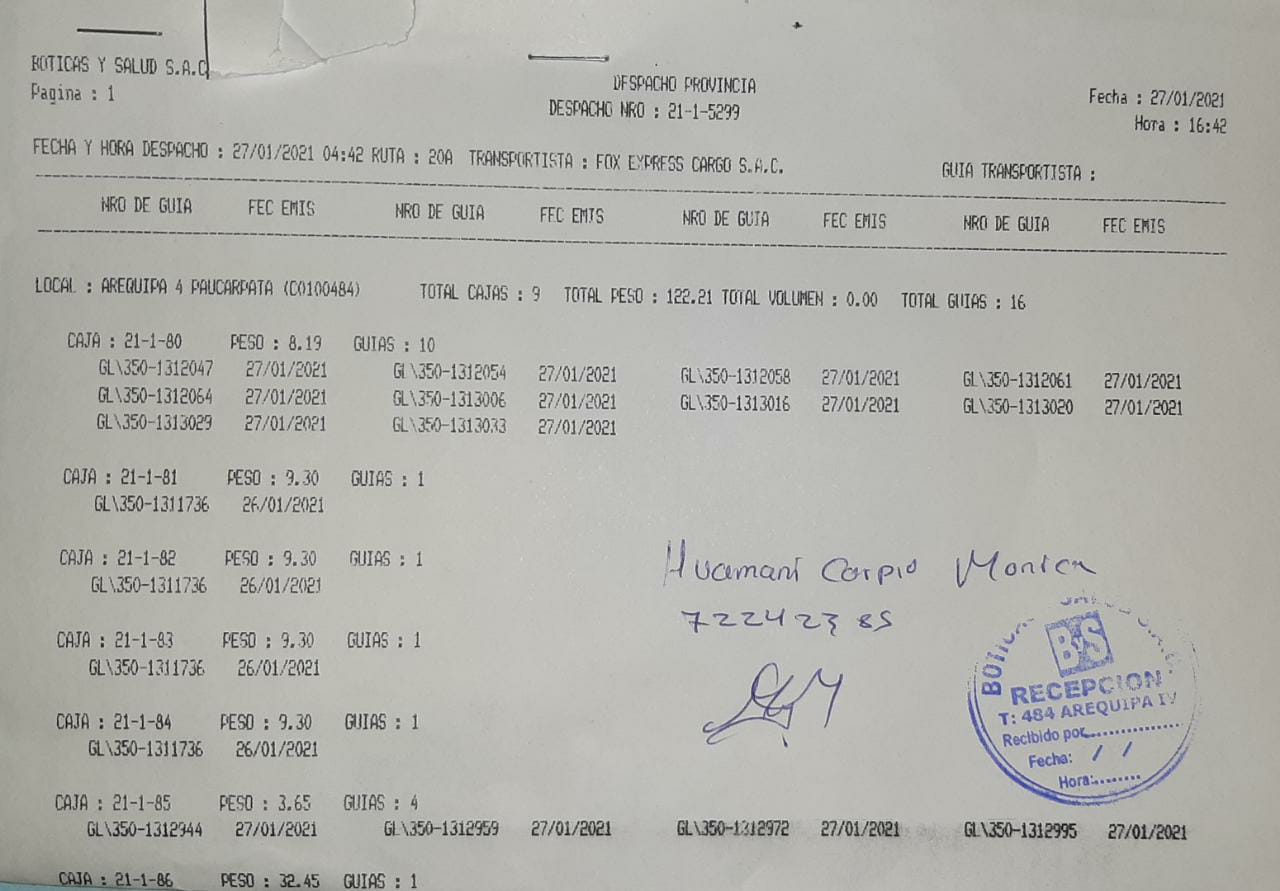 BOTICAS Y SALUD S.A.C
Pagina : 1
DESPACHO PROVINCIA
DESPACHO NRO : 21-1-5299
Fecha : 27/01/2021
Hora : 16:42
FECHA Y HORA DESPACHO : 27/01/2021 04:42 RUTA : 20A TRANSPORTISTA : FOX EXPRESS CARGO S.A.C. GUIA TRANSPORTISTA :
NRO DE GUIA FEC EMIS NRO DE GUIA FEC EMIS NRO DE GUIA FEC EMIS NRO DE GUIA FEC EMIS
LOCAL : AREQUIPA 4 PAUCARPATA (C0100484) TOTAL CAJAS : 9 TOTAL PESO : 122.21 TOTAL VOLUMEN : 0.00 TOTAL GUIAS : 16
CAJA : 21-1-80 PESO : 8.19 GUIAS : 10
GL\350-1312047 27/01/2021 GL\350-1312054 27/01/2021 GL\350-1312058 27/01/2021 GL\350-1312061 27/01/2021
GL\350-1312064 27/01/2021 GL\350-1313006 27/01/2021 GL\350-1313016 27/01/2021 GL\350-1313020 27/01/2021
GL\350-1313029 27/01/2021 GL\350-1313033 27/01/2021
CAJA : 21-1-81 PESO : 9.30 GUIAS : 1
GL\350-1311736 26/01/2021
CAJA : 21-1-82 PESO : 9.30 GUIAS : 1
GL\350-1311736 26/01/2021
CAJA : 21-1-83 PESO : 9.30 GUIAS : 1
GL\350-1311736 26/01/2021
CAJA : 21-1-84 PESO : 9.30 GUIAS : 1
GL\350-1311736 26/01/2021
CAJA : 21-1-85 PESO : 3.65 GUIAS : 4
GL\350-1312944 27/01/2021 GL\350-1312959 27/01/2021 GL\350-1312972 27/01/2021 GL\350-1312995 27/01/2021
CAJA : 21-1-86 PESO : 32.45 GUIAS : 1
Huamani Carpio Monica
72242385
ByS
RECEPCION
T: 484 AREQUIPA IV
Recibido por..............
Fecha: / /
Hora:........